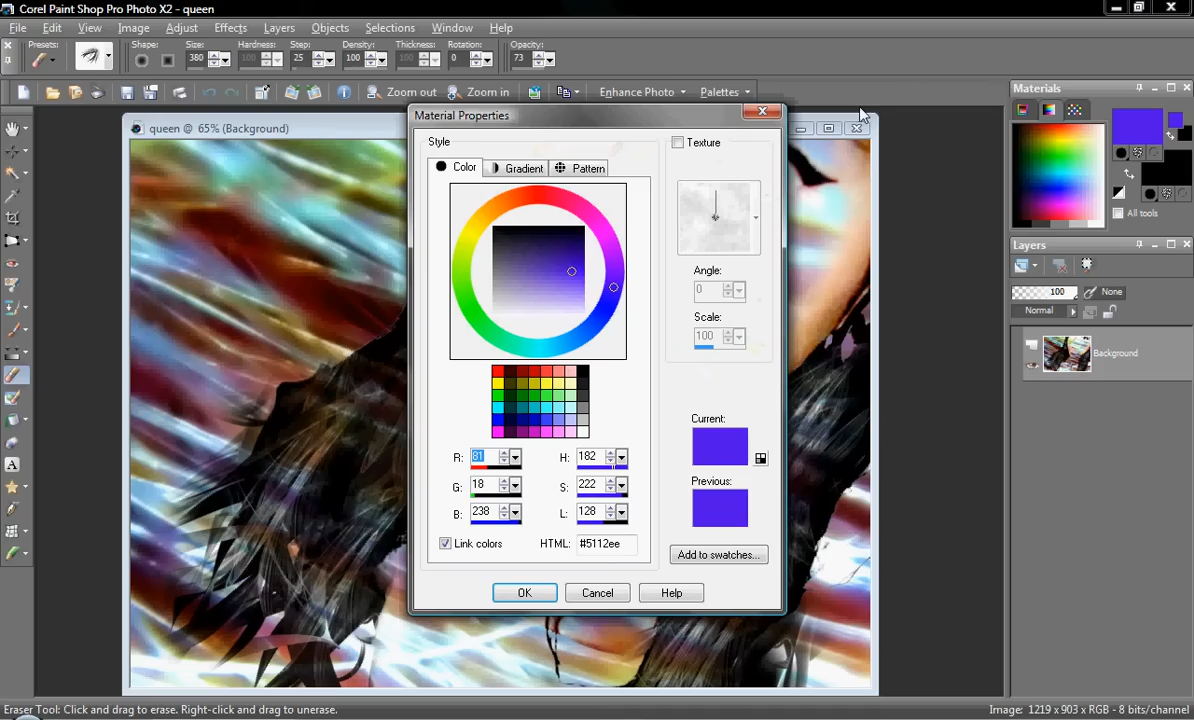 Corel Paint Shop Pro Photo X2 - queen
File Edit View Image Adjust Effects Layers Objects Selections Window Help
Presets: Shape: Size: Hardness: Step: Density: Thickness: Rotation: Opacity:
380 100 25 100 100 0 73
Zoom out Zoom in Enhance Photo Palettes
queen @ 65% (Background)
Material Properties
Style
Color Gradient Pattern
Texture
Angle:
0
Scale:
100
R: 81 H: 182
G: 18 S: 222
B: 238 L: 128
Link colors HTML: #5112ee
Current:
Previous:
Add to swatches...
OK Cancel Help
Materials
All tools
Layers
100 None
Normal
Background
Eraser Tool: Click and drag to erase. Right-click and drag to unerase.
Image: 1219 x 903 x RGB - 8 bits/channel